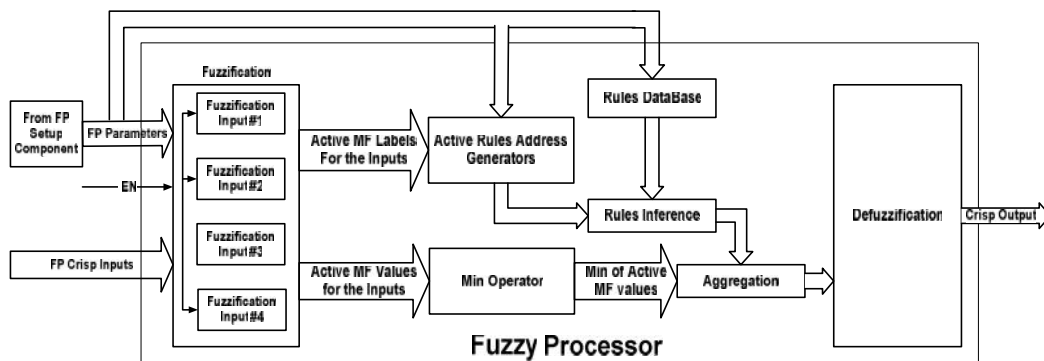 Fuzzification
From FP
Setup
Component
FP Parameters
EN
FP Crisp Inputs
Fuzzification
Input#1
Fuzzification
Input#2
Fuzzification
Input#3
Fuzzification
Input#4
Active MF Labels
For the Inputs
Active MF Values
for the Inputs
Active Rules Address
Generators
Min Operator
Rules DataBase
Rules Inference
Min of Active
MF values
Aggregation
Defuzzification
Crisp Output
Fuzzy Processor